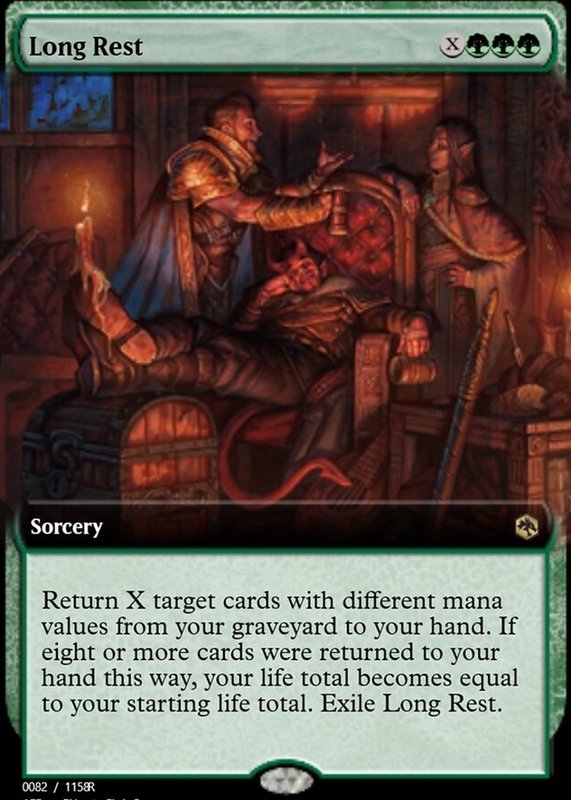 Long Rest X
Sorcery
Return X target cards with different mana
values from your graveyard to your hand. If
eight or more cards were returned to your
hand this way, your life total becomes equal
to your starting life total. Exile Long Rest.
0082 / 1158R